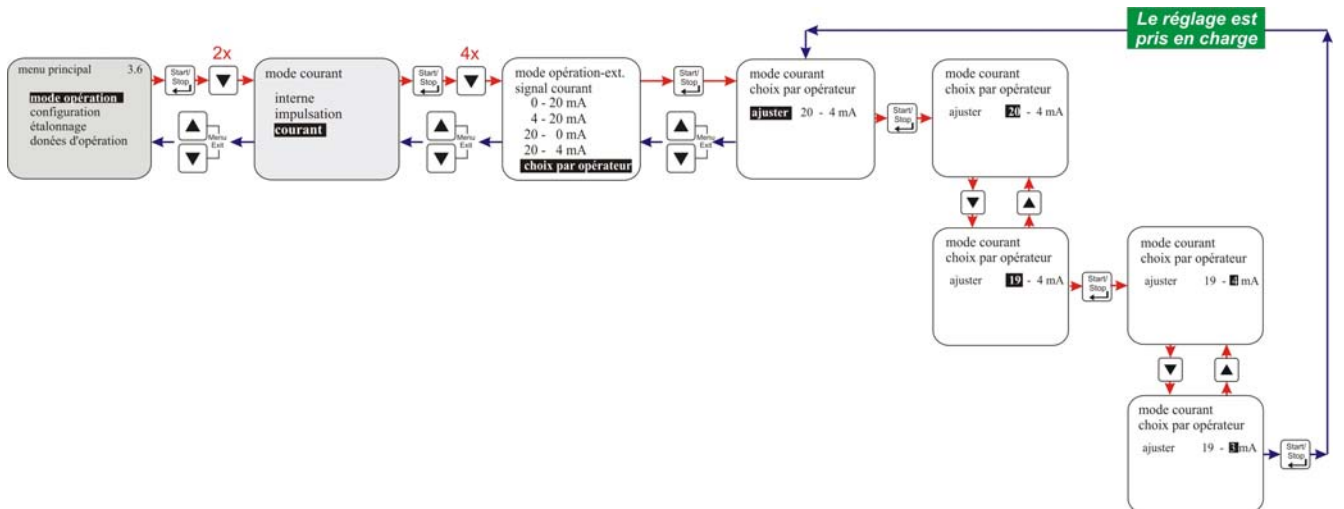 Le réglage est
pris en charge
2x
4x
menu principal 3.6
mode opération
configuration
étalonnage
donées d'opération
Start/
Stop
Menu
Exit
mode courant
interne
impulsation
courant
Start/
Stop
Menu
Exit
mode opération-ext.
signal courant
0 - 20 mA
4 - 20 mA
20 - 0 mA
20 - 4 mA
choix par opérateur
Start/
Stop
Menu
Exit
mode courant
choix par opérateur
ajuster 20 - 4 mA
Start/
Stop
mode courant
choix par opérateur
ajuster 20 - 4 mA
mode courant
choix par opérateur
ajuster 19 - 4 mA
Start/
Stop
mode courant
choix par opérateur
ajuster 19 - 4 mA
mode courant
choix par opérateur
ajuster 19 - 3 mA
Start/
Stop